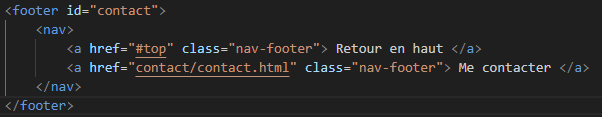 <footer id="contact">
<nav>
<a href="#top" class="nav-footer"> Retour en haut </a>
<a href="contact/contact.html" class="nav-footer"> Me contacter </a>
</nav>
</footer>